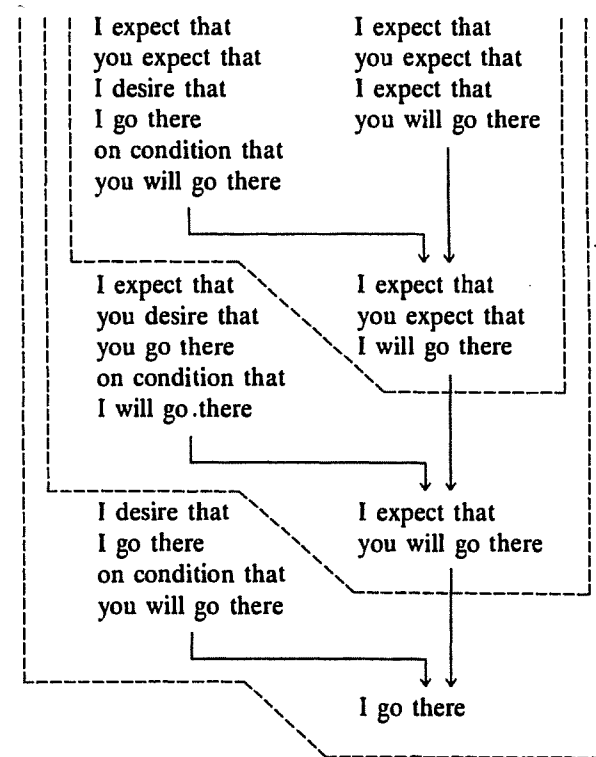 I expect that
you expect that
I desire that
I go there
on condition that
you will go there
I expect that
you expect that
I expect that
you will go there
I expect that
you desire that
you go there
on condition that
I will go there
I expect that
you expect that
I will go there
I desire that
I go there
on condition that
you will go there
I expect that
you will go there
I go there